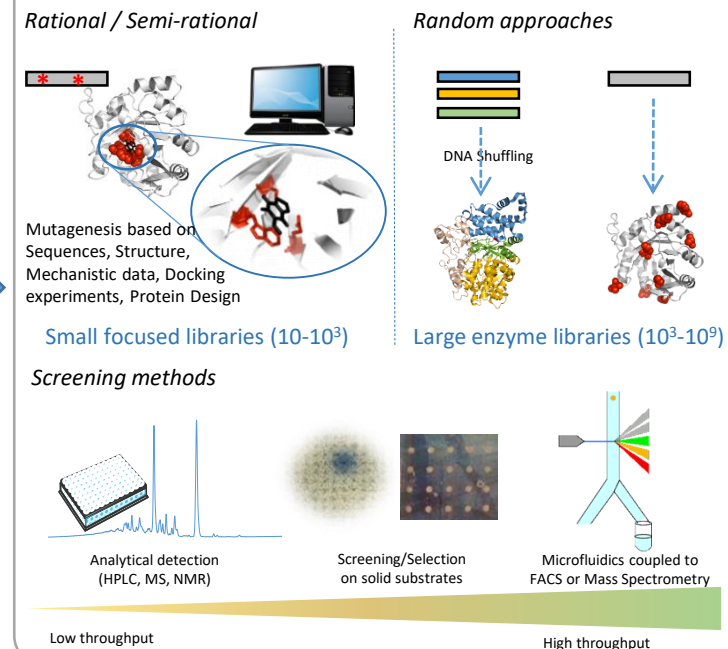 Rational / Semi-rational
Random approaches
* *
DNA Shuffling
Mutagenesis based on
Sequences, Structure,
Mechanistic data, Docking
experiments, Protein Design
Small focused libraries (10-10³)
Large enzyme libraries (10³-10⁹)
Screening methods
Analytical detection
(HPLC, MS, NMR)
Screening/Selection
on solid substrates
Microfluidics coupled to
FACS or Mass Spectrometry
Low throughput
High throughput